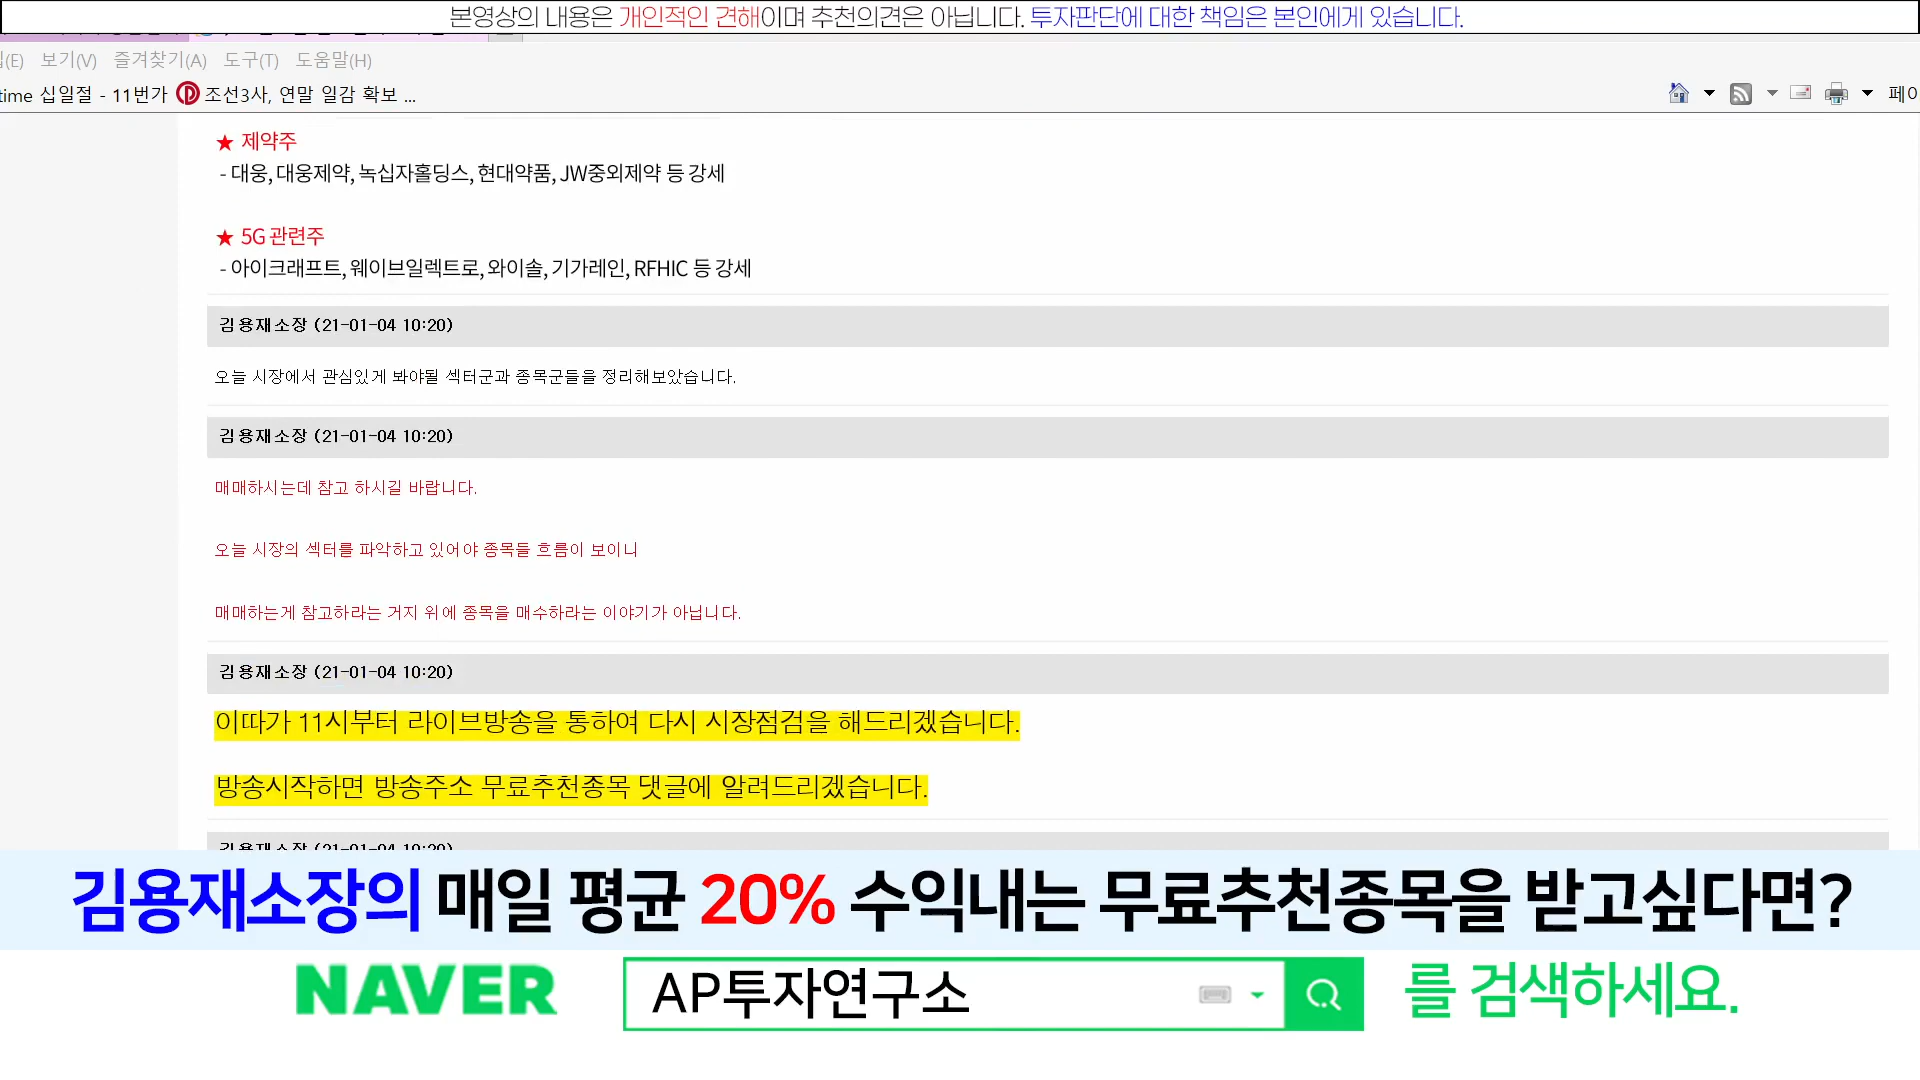 본영상의 내용은 개인적인 견해이며 추천의견은 아닙니다. 투자판단에 대한 책임은 본인에게 있습니다.
(E) 보기(V) 즐겨찾기(A) 도구(T) 도움말(H)
time 십일절 - 11번가 조선3사, 연말 일감 확보 ... 페이
★ 제약주
- 대웅, 대웅제약, 녹십자홀딩스, 현대약품, JW중외제약 등 강세
★ 5G 관련주
- 아이크래프트, 웨이브일렉트로, 와이솔, 기가레인, RFHIC 등 강세
김용재소장 (21-01-04 10:20)
오늘 시장에서 관심있게 봐야될 섹터군과 종목군들을 정리해보았습니다.
김용재소장 (21-01-04 10:20)
매매하시는데 참고 하시길 바랍니다.
오늘 시장의 섹터를 파악하고 있어야 종목들 흐름이 보이니
매매하는게 참고하라는 거지 위에 종목을 매수하라는 이야기가 아닙니다.
김용재소장 (21-01-04 10:20)
이따가 11시부터 라이브방송을 통하여 다시 시장점검을 해드리겠습니다.
방송시작하면 방송주소 무료추천종목 댓글에 알려드리겠습니다.
김용재소장 (21-01-04 10:20)
김용재소장의 매일 평균 20% 수익내는 무료추천종목을 받고싶다면?
NAVER AP투자연구소 를 검색하세요.